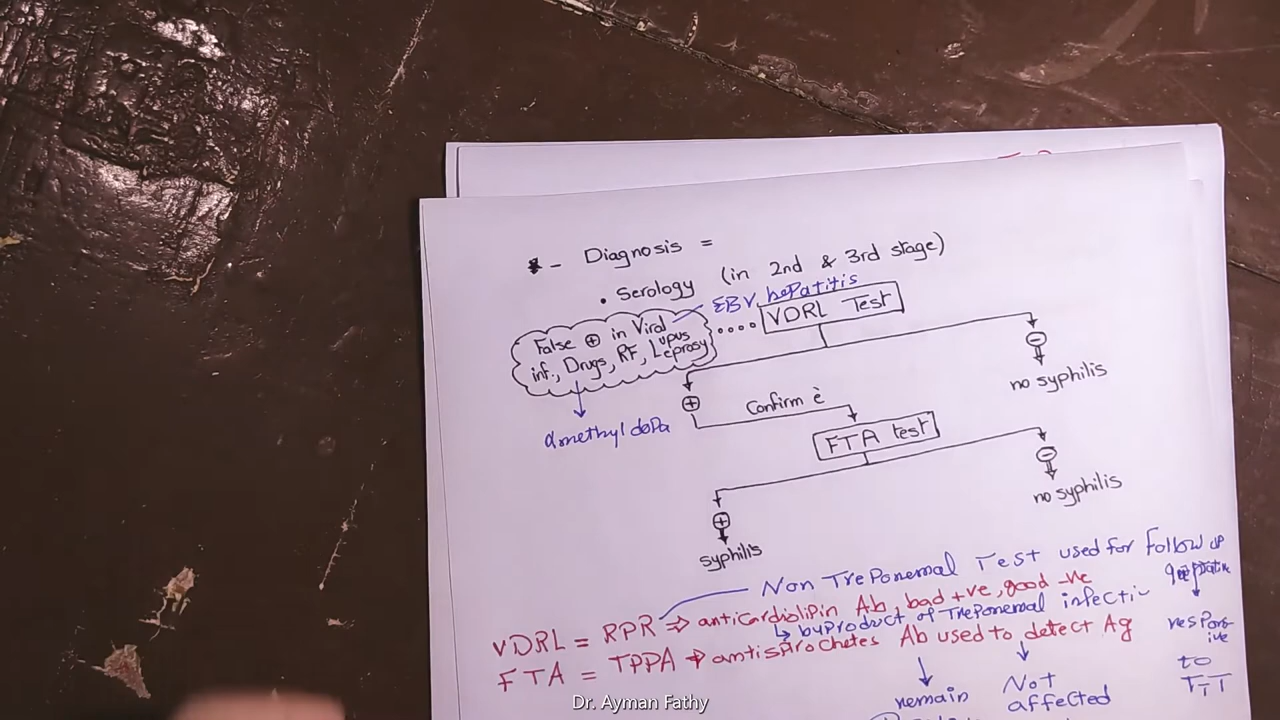 * - Diagnosis =
• Serology (in 2nd & 3rd stage)
EBV, hepatitis
False ⊕ in Viral
inf., Drugs, RF, Leprosy
Lupus
VDRL Test
⊖
no syphilis
⊕
Confirm è
α methyl dopa
FTA test
⊖
no syphilis
⊕
syphilis
Non Treponemal Test used for Follow up
VDRL = RPR ⇒ anticardiolipin Ab, bad +ve, good -ve
↳ byproduct of Treponemal infecti
FTA = TPPA → antispirochetes Ab used to detect Ag
responsive
to
TTT
remain
Not
affected
Dr. Ayman Fathy